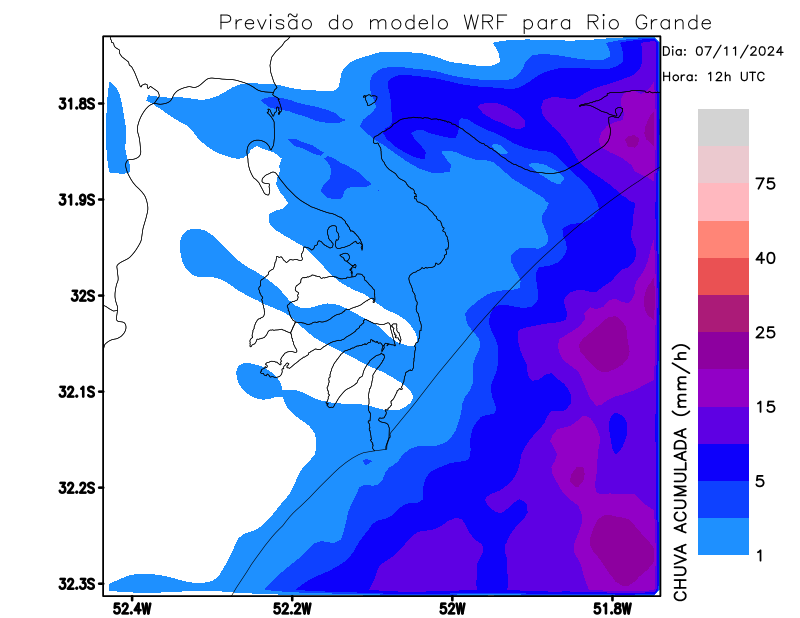 Previsão do modelo WRF para Rio Grande
Dia: 07/11/2024
Hora: 12h UTC
31.8S
31.9S
32S
32.1S
32.2S
32.3S
52.4W
52.2W
52W
51.8W
75
40
25
15
5
1
CHUVA ACUMULADA (mm/h)